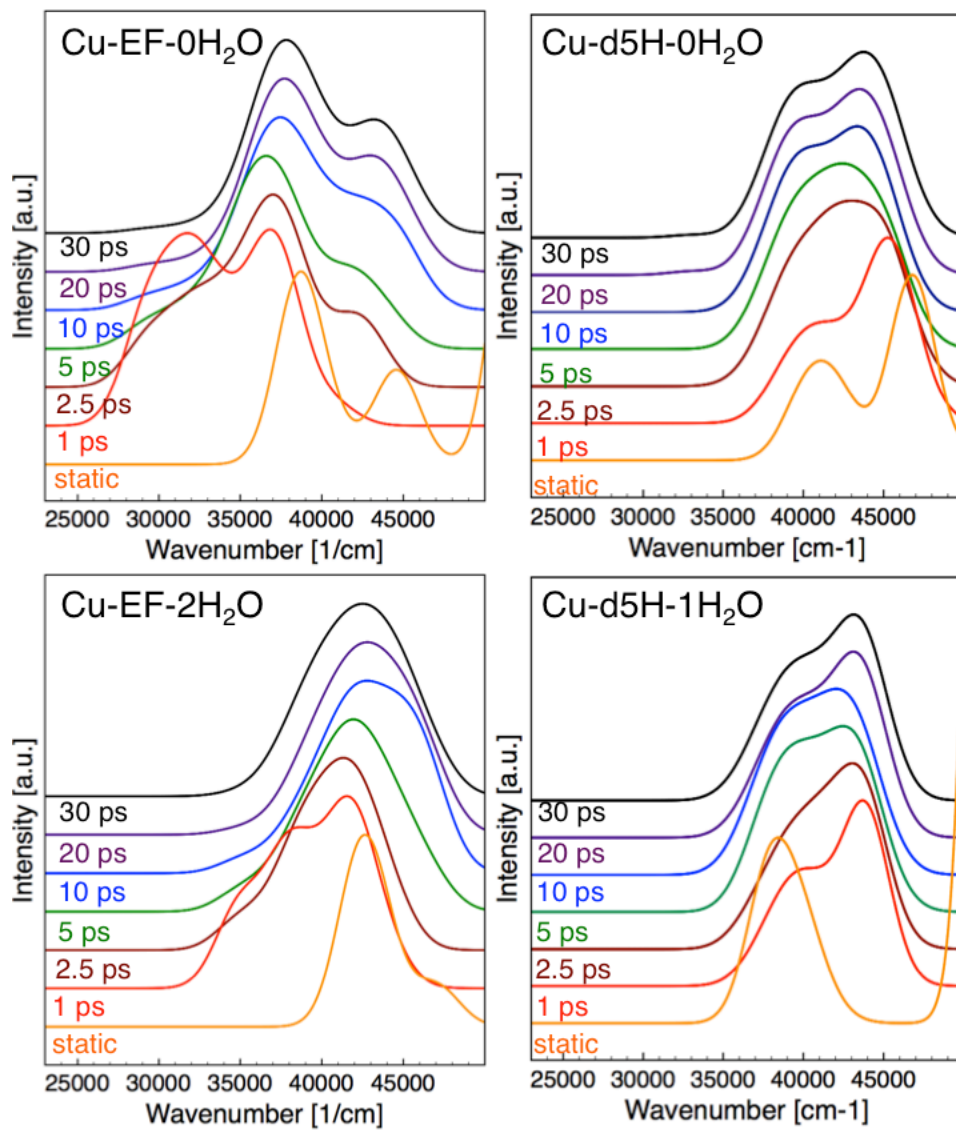 Cu-EF-0H2O
Intensity [a.u.]
30 ps
20 ps
10 ps
5 ps
2.5 ps
1 ps
static
25000 30000 35000 40000 45000
Wavenumber [1/cm]
Cu-d5H-0H2O
Intensity [a.u.]
30 ps
20 ps
10 ps
5 ps
2.5 ps
1 ps
static
25000 30000 35000 40000 45000
Wavenumber [cm-1]
Cu-EF-2H2O
Intensity [a.u.]
30 ps
20 ps
10 ps
5 ps
2.5 ps
1 ps
static
25000 30000 35000 40000 45000
Wavenumber [1/cm]
Cu-d5H-1H2O
Intensity [a.u.]
30 ps
20 ps
10 ps
5 ps
2.5 ps
1 ps
static
25000 30000 35000 40000 45000
Wavenumber [cm-1]